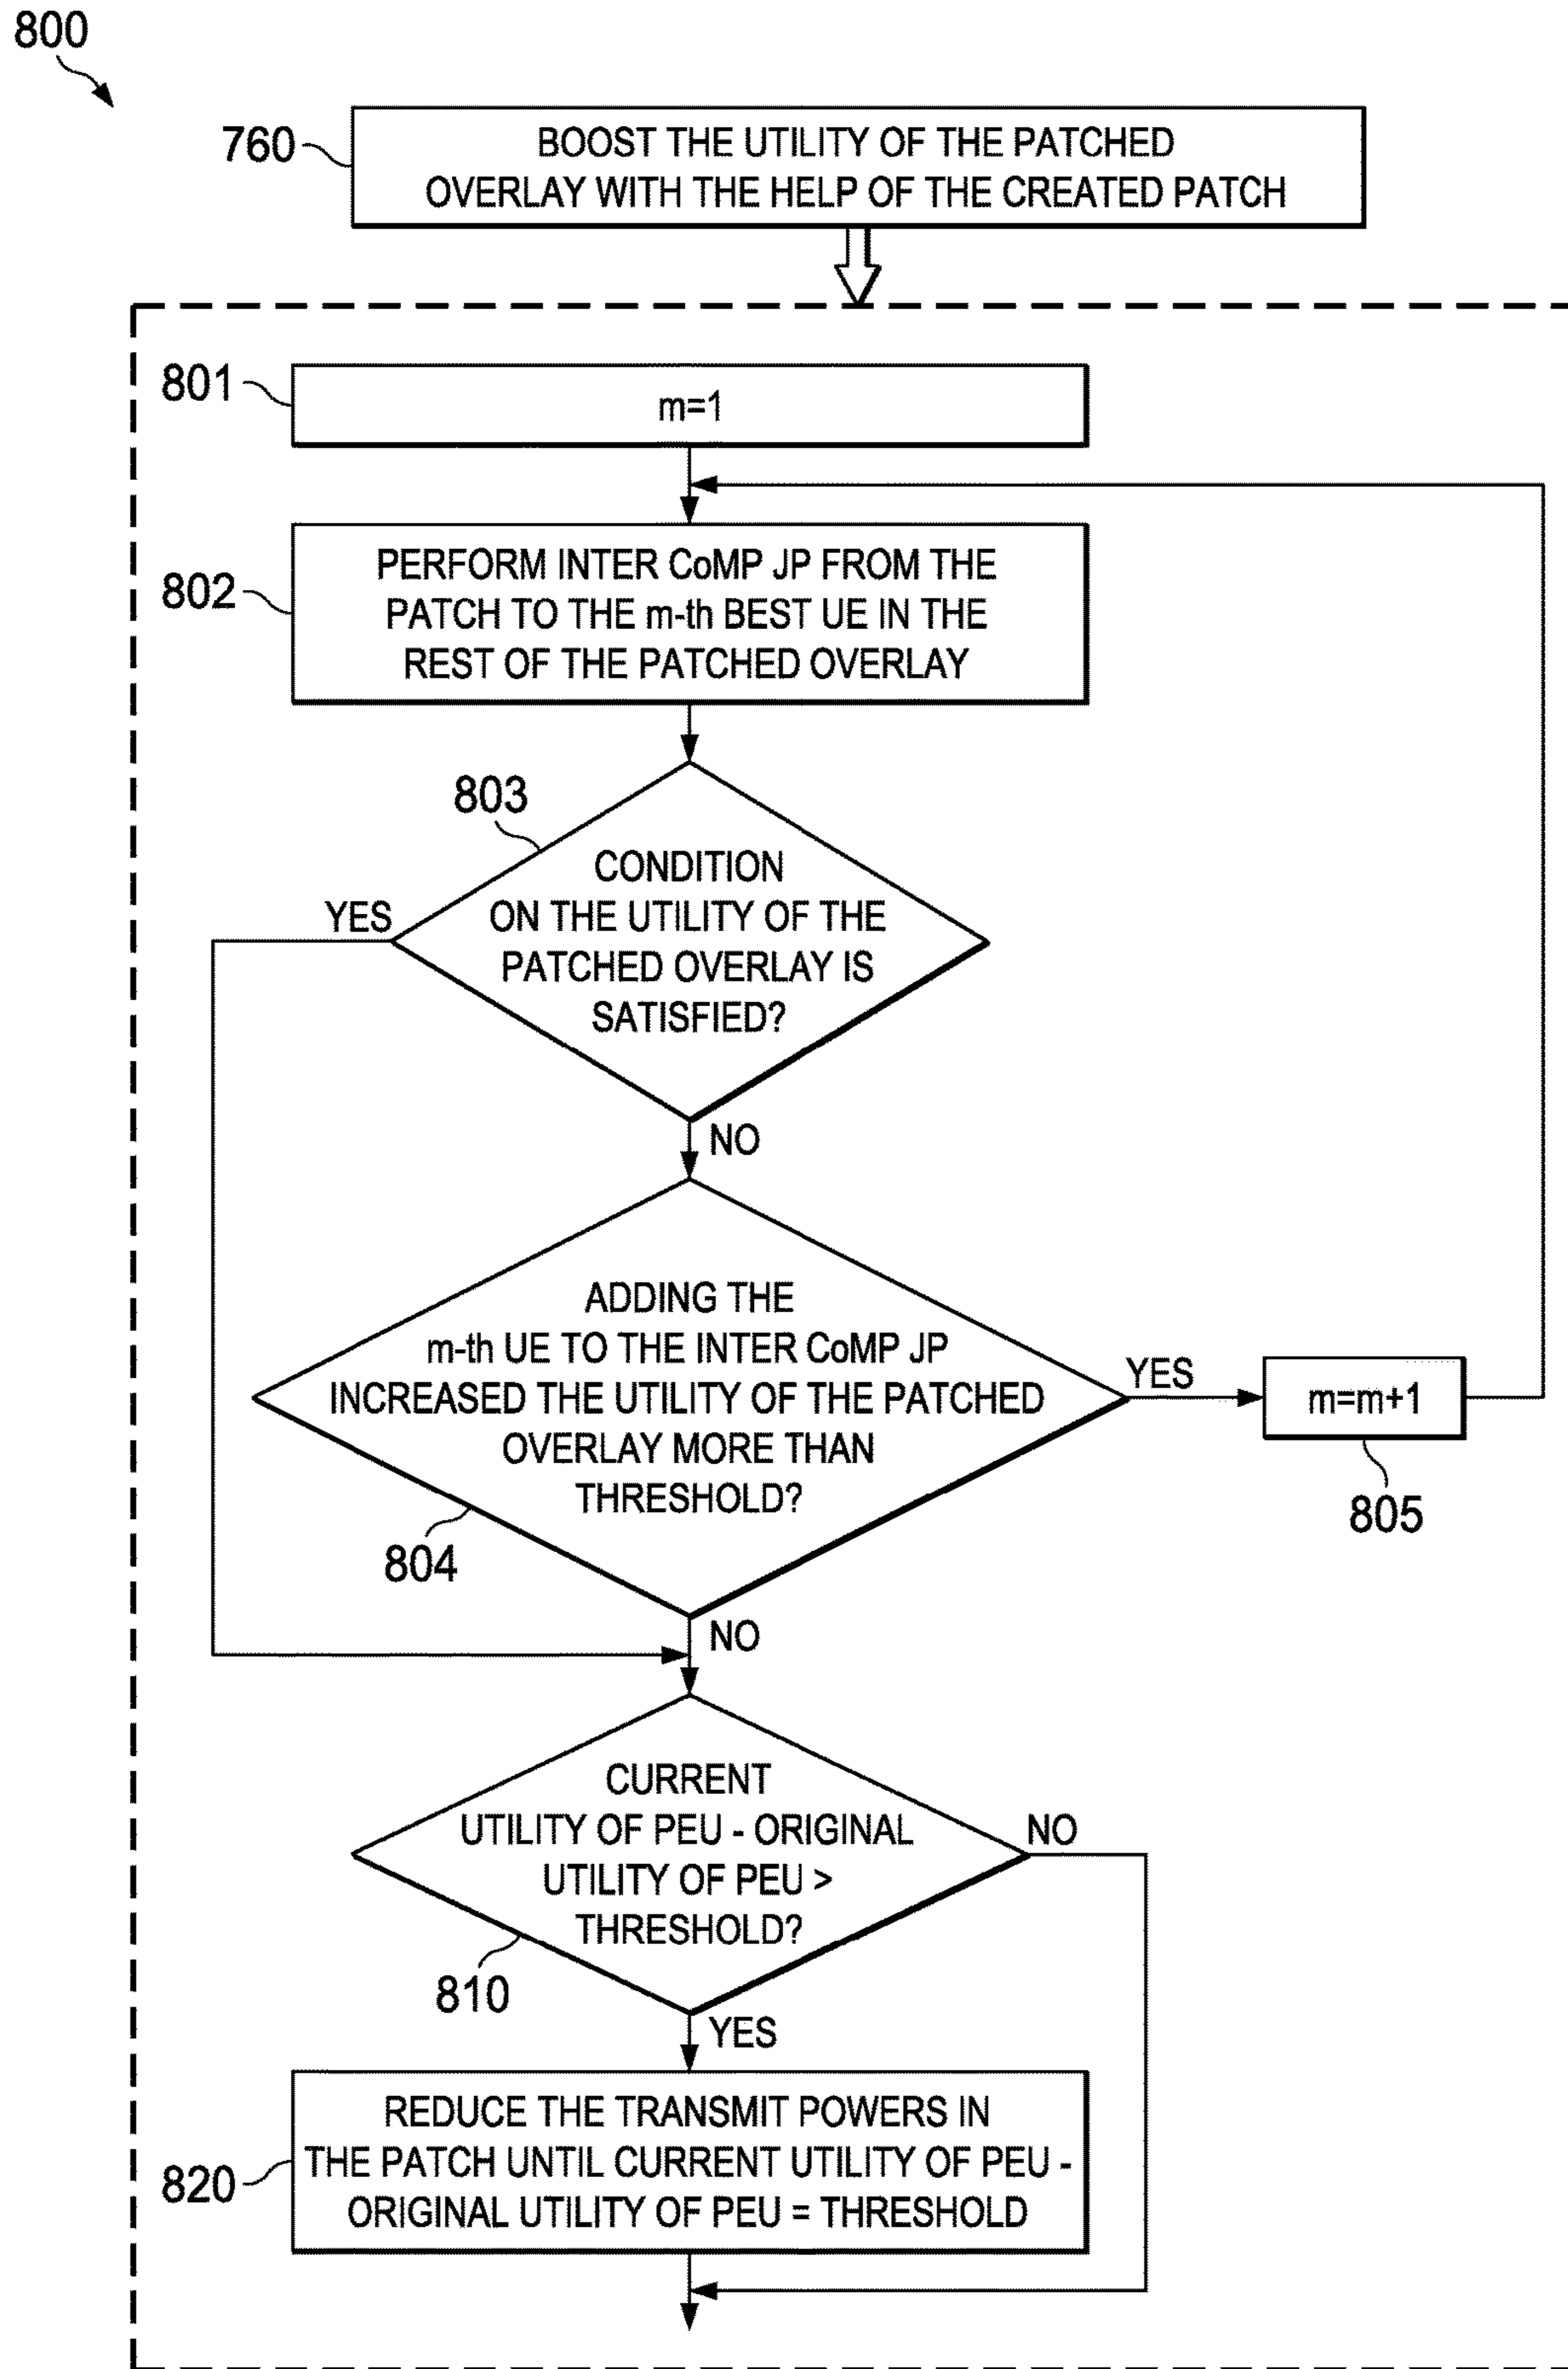 800
760
BOOST THE UTILITY OF THE PATCHED
OVERLAY WITH THE HELP OF THE CREATED PATCH
801
m=1
802
PERFORM INTER CoMP JP FROM THE
PATCH TO THE m-th BEST UE IN THE
REST OF THE PATCHED OVERLAY
803
CONDITION
ON THE UTILITY OF THE
PATCHED OVERLAY IS
SATISFIED?
YES
NO
ADDING THE
m-th UE TO THE INTER CoMP JP
INCREASED THE UTILITY OF THE PATCHED
OVERLAY MORE THAN
THRESHOLD?
YES
m=m+1
805
804
NO
CURRENT
UTILITY OF PEU - ORIGINAL
UTILITY OF PEU >
THRESHOLD?
NO
810
YES
820
REDUCE THE TRANSMIT POWERS IN
THE PATCH UNTIL CURRENT UTILITY OF PEU -
ORIGINAL UTILITY OF PEU = THRESHOLD